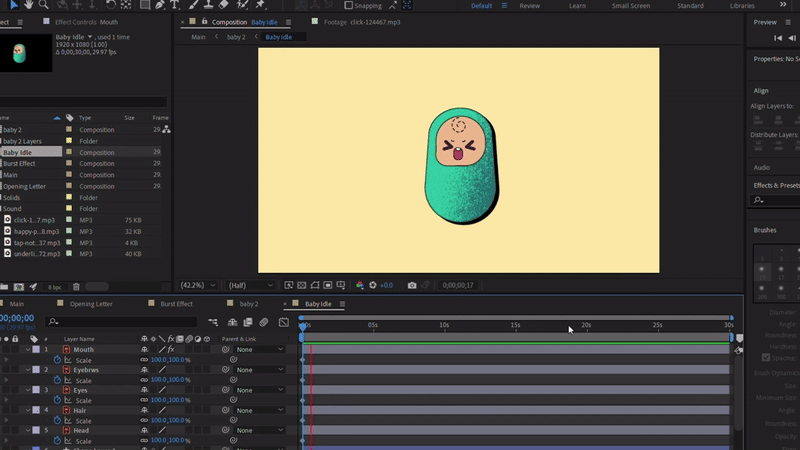 Snapping
Default
Learn
Small Screen
Standard
Libraries
Effect Controls Mouth
Composition Baby Idle
Footage click-124467.mp3
Preview
Main
baby 2
Baby Idle
Baby Idle , used 1 time
1920 x 1080 (1.00)
Δ 0;00;30;00, 29.97 fps
Properties: No Se
Align
Align Layers to:
Distribute Layers
Audio
Effects & Presets
Type
Size
baby 2 Composition 29.
baby 2 Layers Folder
Baby Idle Composition 29.
Burst Effect Composition 29.
Main Composition 29.
Opening Letter Composition 29.
Solids Folder
Sound Folder
click-1...7.mp3 MP3 75 KB
happy-p...8.mp3 MP3 32 KB
tap-not...37.mp3 MP3 4 KB
underli...72.mp3 MP3 40 KB
8 bpc
(42.2%)
(Half)
+0.0
0;00;00;17
Brushes
Diameter
Angle
Roundness
Hardness
Spacing
Brush Dynamics
Size
Minimum Size
Angle
Roundness
Opacity
Main
Opening Letter
Burst Effect
baby 2
Baby Idle
00;00;00
(29.97 fps)
05s
10s
15s
20s
25s
30s
Layer Name
Parent & Link
1 Mouth None
Scale 100.0,100.0 %
2 Eyebrws None
Scale 100.0,100.0 %
3 Eyes None
Scale 100.0,100.0 %
4 Hair None
Scale 100.0,100.0 %
5 Head None
Scale 100.0,100.0 %